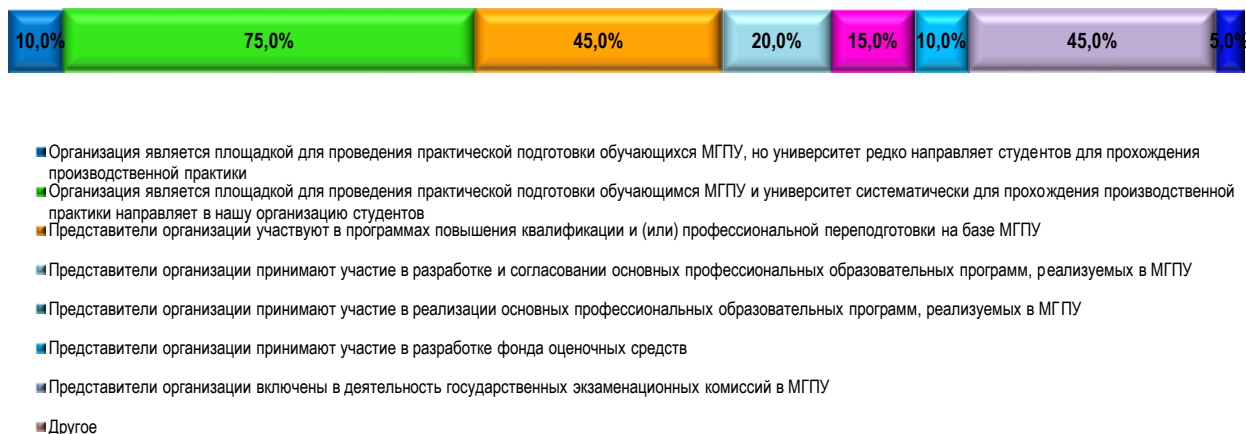 10,0% 75,0% 45,0% 20,0% 15,0% 10,0% 45,0% 5,0%
Организация является площадкой для проведения практической подготовки обучающихся МГПУ, но университет редко направляет студентов для прохождения
производственной практики
Организация является площадкой для проведения практической подготовки обучающимся МГПУ и университет систематически для прохождения производственной
практики направляет в нашу организацию студентов
Представители организации участвуют в программах повышения квалификации и (или) профессиональной переподготовки на базе МГПУ
Представители организации принимают участие в разработке и согласовании основных профессиональных образовательных программ, реализуемых в МГПУ
Представители организации принимают участие в реализации основных профессиональных образовательных программ, реализуемых в МГПУ
Представители организации принимают участие в разработке фонда оценочных средств
Представители организации включены в деятельность государственных экзаменационных комиссий в МГПУ
Другое